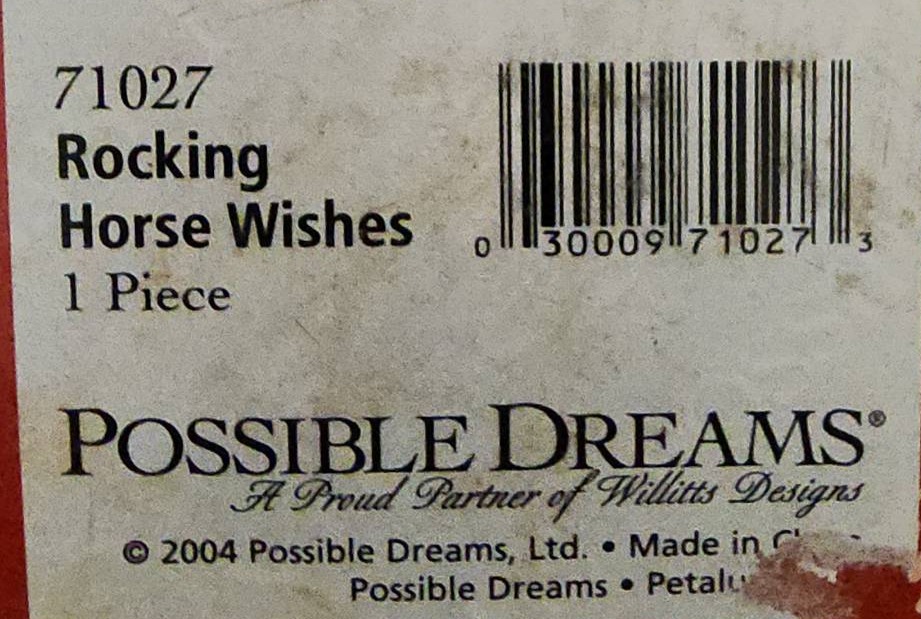 71027
Rocking
Horse Wishes
1 Piece
0 30009 71027 3
POSSIBLE DREAMS®
A Proud Partner of Willitts Designs
© 2004 Possible Dreams, Ltd. • Made in
Possible Dreams •